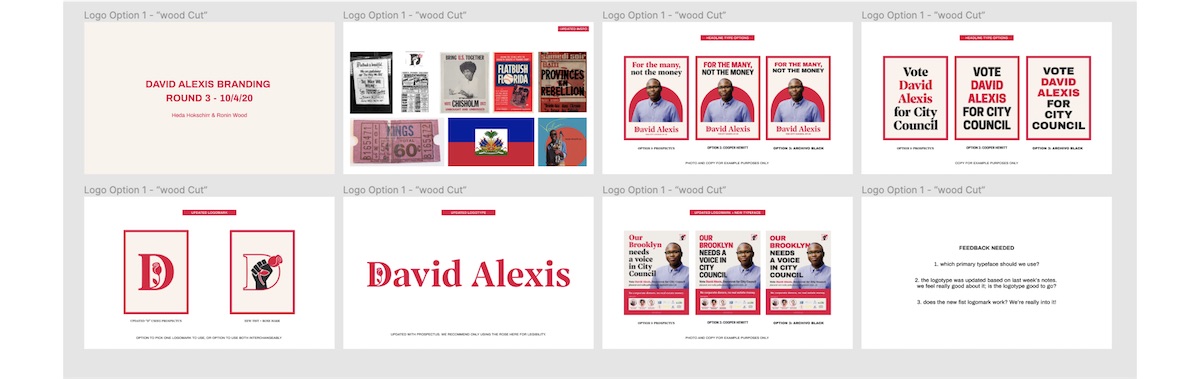 Logo Option 1 - “wood Cut”
Logo Option 1 - “wood Cut”
Logo Option 1 - “wood Cut”
Logo Option 1 - “wood Cut”
DAVID ALEXIS BRANDING
ROUND 3 - 10/4/20
Heda Hokschirr & Ronin Wood
UPDATED MOOD
BRING U.S. TOGETHER
CHISHOLM
FLATBUSH
FLORIDA
samedi soir
PROVINCES
EN
REBELLION
KINGS
60¢
HEADLINE TYPE OPTIONS
For the many,
not the money
David Alexis
OPTION 1: PROSPECTUS
FOR THE MANY,
NOT THE MONEY
David Alexis
OPTION 2: COOPER HEWITT
FOR THE MANY,
NOT THE MONEY
David Alexis
OPTION 3: ARCHIVO BLACK
PHOTO AND COPY FOR EXAMPLE PURPOSES ONLY
HEADLINE TYPE OPTIONS
Vote
David
Alexis
for City
Council
OPTION 1: PROSPECTUS
VOTE
DAVID
ALEXIS
FOR CITY
COUNCIL
OPTION 2: COOPER HEWITT
VOTE
DAVID
ALEXIS
FOR
CITY
COUNCIL
OPTION 3: ARCHIVO BLACK
COPY FOR EXAMPLE PURPOSES ONLY
Logo Option 1 - “wood Cut”
Logo Option 1 - “wood Cut”
Logo Option 1 - “wood Cut”
Logo Option 1 - “wood Cut”
UPDATED LOGOMARK
D
D
UPDATED "D" USING PROSPECTUS
NEW FIST + ROSE MARK
OPTION TO PICK ONE LOGOMARK TO USE, OR OPTION TO USE BOTH INTERCHANGEABLY
UPDATED LOGOTYPE
David Alexis
UPDATED WITH PROSPECTUS; WE RECOMMEND ONLY USING THE ROSE HERE FOR LEGIBILITY
UPDATED LOGOMARK + NEW TYPEFACE
Our
Brooklyn
needs
a voice
in City
Council
OPTION 1: PROSPECTUS
OUR
BROOKLYN
NEEDS A
VOICE IN
CITY
COUNCIL
OPTION 2: COOPER HEWITT
OUR
BROOKLYN
NEEDS
A VOICE
IN CITY
COUNCIL
OPTION 3: ARCHIVO BLACK
PHOTO AND COPY FOR EXAMPLE PURPOSES ONLY
FEEDBACK NEEDED
1. which primary typeface should we use?
2. the logotype was updated based on last week's notes.
we feel really good about it; is the logotype good to go?
3. does the new fist logomark work? We're really into it!